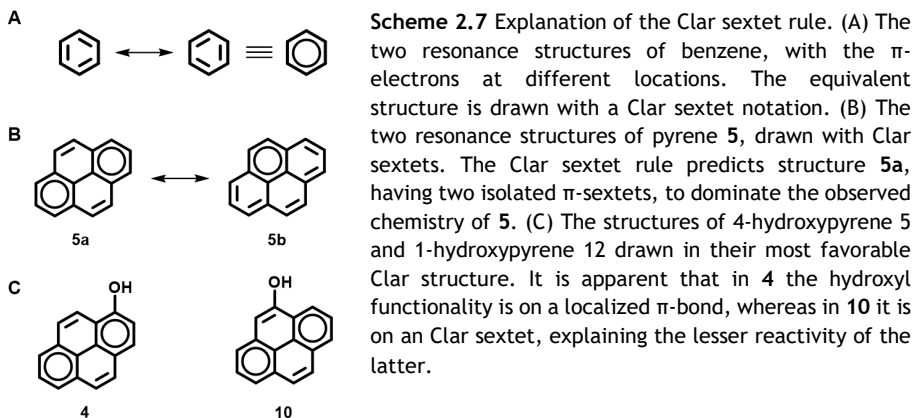 A
B
5a
5b
C
OH
OH
4
10
Scheme 2.7 Explanation of the Clar sextet rule. (A) The
two resonance structures of benzene, with the π-
electrons at different locations. The equivalent
structure is drawn with a Clar sextet notation. (B) The
two resonance structures of pyrene 5, drawn with Clar
sextets. The Clar sextet rule predicts structure 5a,
having two isolated π-sextets, to dominate the observed
chemistry of 5. (C) The structures of 4-hydroxypyrene 5
and 1-hydroxypyrene 12 drawn in their most favorable
Clar structure. It is apparent that in 4 the hydroxyl
functionality is on a localized π-bond, whereas in 10 it is
on an Clar sextet, explaining the lesser reactivity of the
latter.